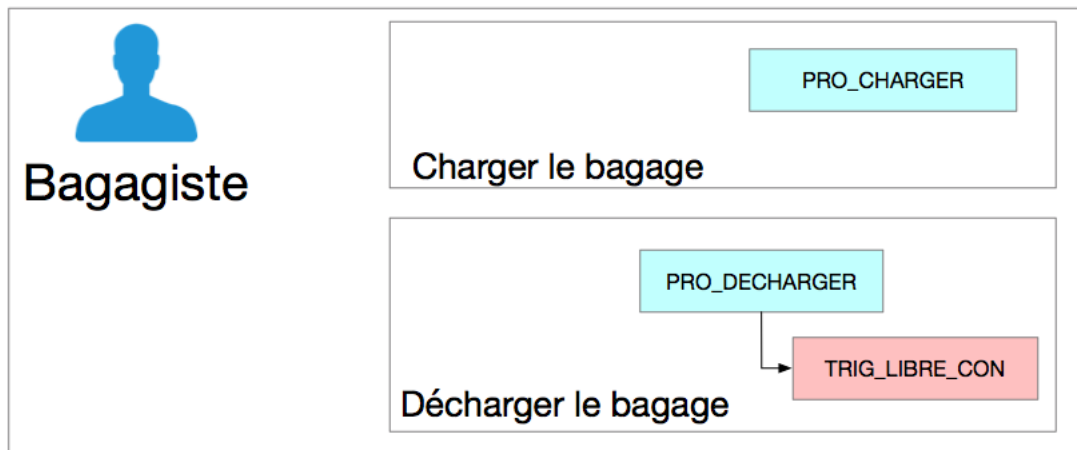 PRO_CHARGER
Bagagiste
Charger le bagage
PRO_DECHARGER
TRIG_LIBRE_CON
Décharger le bagage